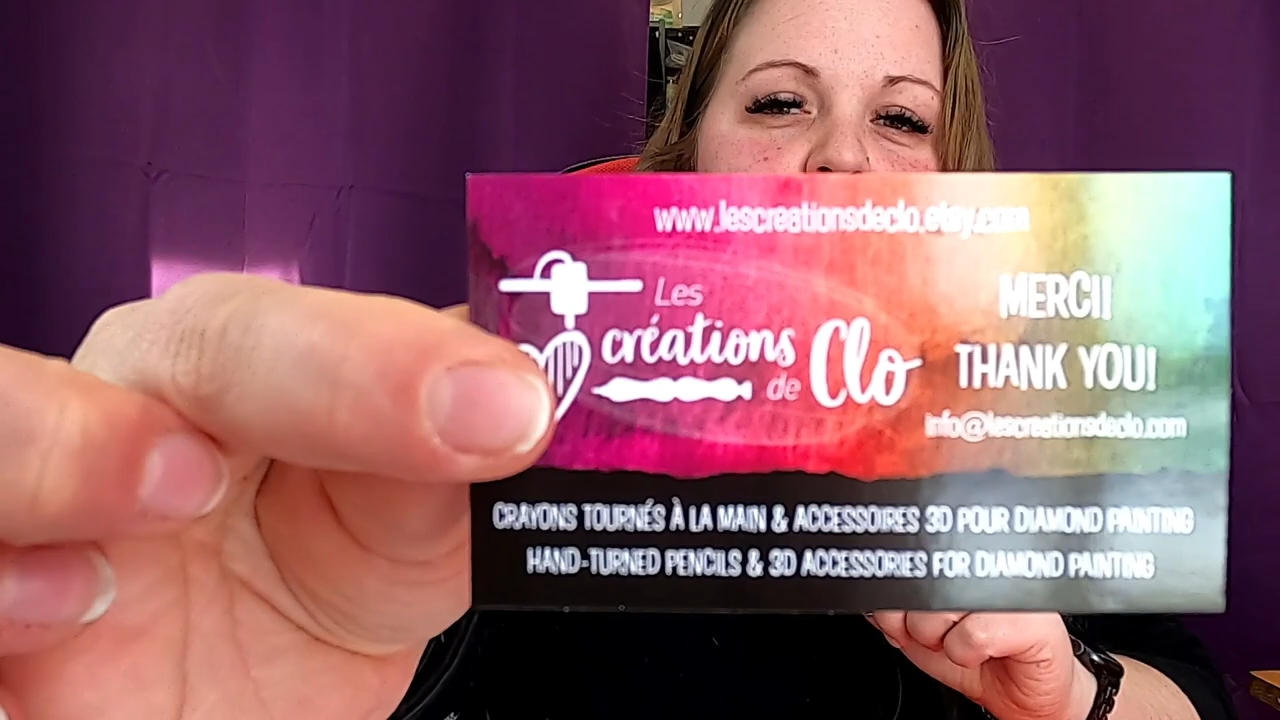 www.lescreationsdeclo.etsy.com
Les
créations
de Clo
MERCI!
THANK YOU!
info@lescreationsdeclo.com
CRAYONS TOURNÉS À LA MAIN & ACCESSOIRES 3D POUR DIAMOND PAINTING
HAND-TURNED PENCILS & 3D ACCESSORIES FOR DIAMOND PAINTING